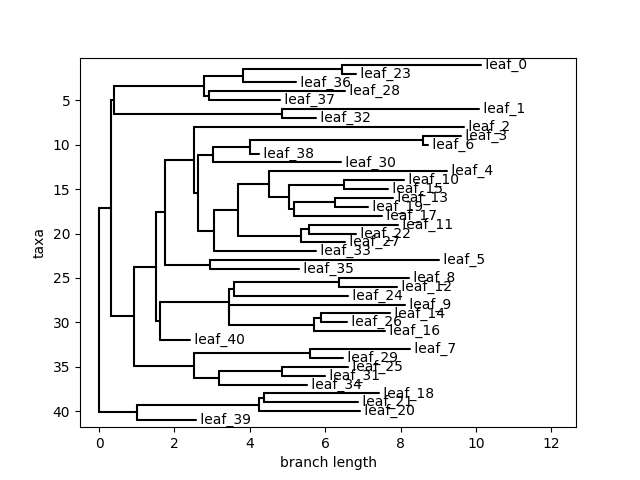 leaf_0
leaf_23
leaf_36
leaf_28
leaf_37
leaf_1
leaf_32
leaf_2
leaf_3
leaf_6
leaf_38
leaf_30
leaf_4
leaf_10
leaf_15
leaf_13
leaf_19
leaf_17
leaf_11
leaf_22
leaf_27
leaf_33
leaf_5
leaf_35
leaf_8
leaf_12
leaf_24
leaf_9
leaf_14
leaf_26
leaf_16
leaf_40
leaf_7
leaf_29
leaf_25
leaf_31
leaf_34
leaf_18
leaf_21
leaf_20
leaf_39
5
10
15
20
25
30
35
40
taxa
0 2 4 6 8 10 12
branch length